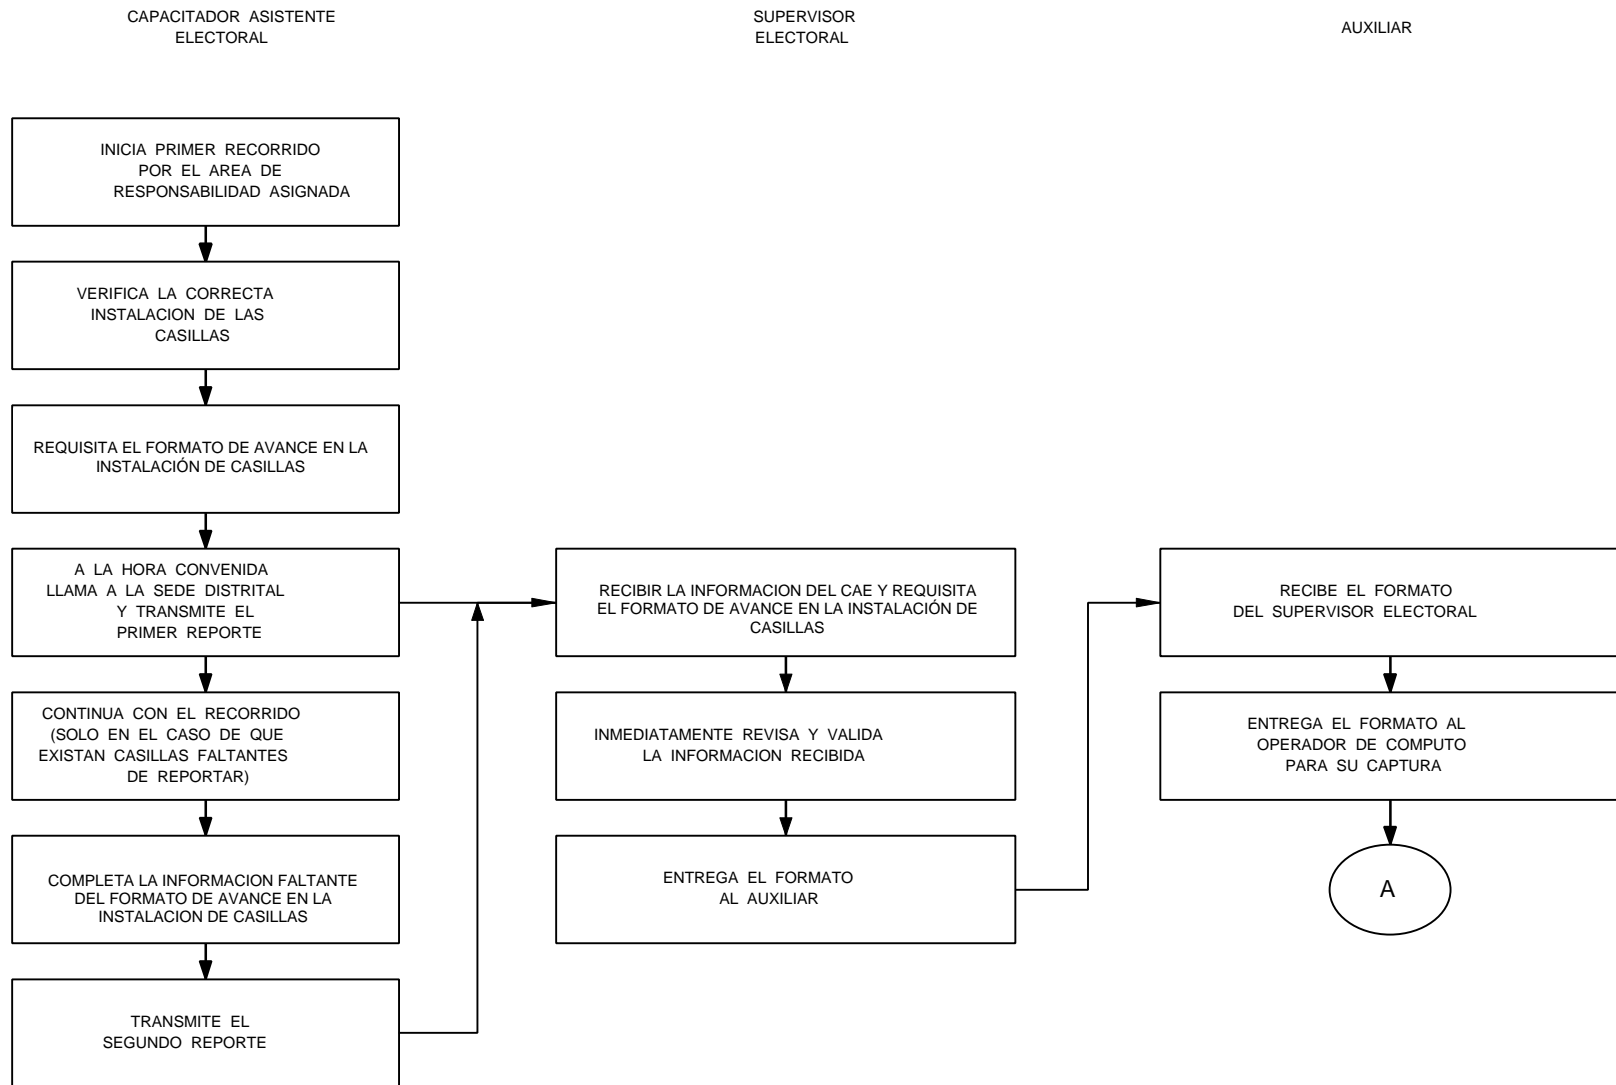 CAPACITADOR ASISTENTE
ELECTORAL
SUPERVISOR
ELECTORAL
AUXILIAR
INICIA PRIMER RECORRIDO
POR EL AREA DE
RESPONSABILIDAD ASIGNADA
VERIFICA LA CORRECTA
INSTALACION DE LAS
CASILLAS
REQUISITA EL FORMATO DE AVANCE EN LA
INSTALACIÓN DE CASILLAS
A LA HORA CONVENIDA
LLAMA A LA SEDE DISTRITAL
Y TRANSMITE EL
PRIMER REPORTE
CONTINUA CON EL RECORRIDO
(SOLO EN EL CASO DE QUE
EXISTAN CASILLAS FALTANTES
DE REPORTAR)
COMPLETA LA INFORMACION FALTANTE
DEL FORMATO DE AVANCE EN LA
INSTALACION DE CASILLAS
TRANSMITE EL
SEGUNDO REPORTE
RECIBIR LA INFORMACION DEL CAE Y REQUISITA
EL FORMATO DE AVANCE EN LA INSTALACIÓN DE
CASILLAS
INMEDIATAMENTE REVISA Y VALIDA
LA INFORMACION RECIBIDA
ENTREGA EL FORMATO
AL AUXILIAR
RECIBE EL FORMATO
DEL SUPERVISOR ELECTORAL
ENTREGA EL FORMATO AL
OPERADOR DE COMPUTO
PARA SU CAPTURA
A